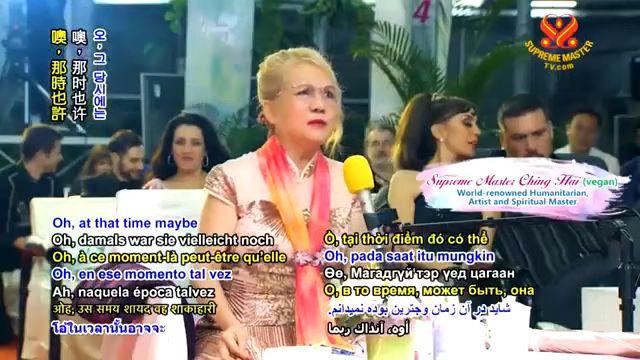 오, 그 당시에는
噢，那时也许
噢，那時也許
4
SUPREME MASTER
TV.com
Supreme Master Ching Hai (vegan)
World-renowned Humanitarian,
Artist and Spiritual Master
Oh, at that time maybe
Oh, damals war sie vielleicht noch
Oh, à ce moment-là peut-être qu'elle
Oh, en ese momento tal vez
Ah, naquela época talvez
ओह, उस समय शायद वह शाकाहारी
โอ้ในเวลานั้นอาจจะ
Ồ, tại thời điểm đó có thể
Oh, pada saat itu mungkin
Өө, Магадгүй тэр үед цагаан
О, в то время, может быть, она
شاید در آن زمان وجترین بوده نمیدانم.
أوه، آنذاك ربما